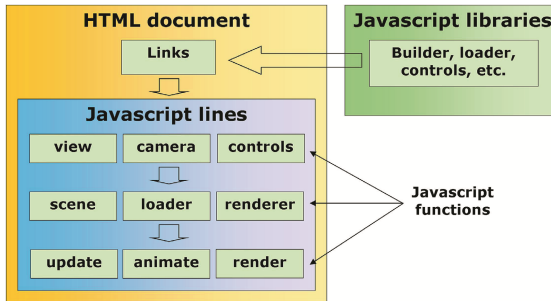 HTML document
Javascript libraries
Links
Builder, loader,
controls, etc.
Javascript lines
view
camera
controls
scene
loader
renderer
Javascript
functions
update
animate
render